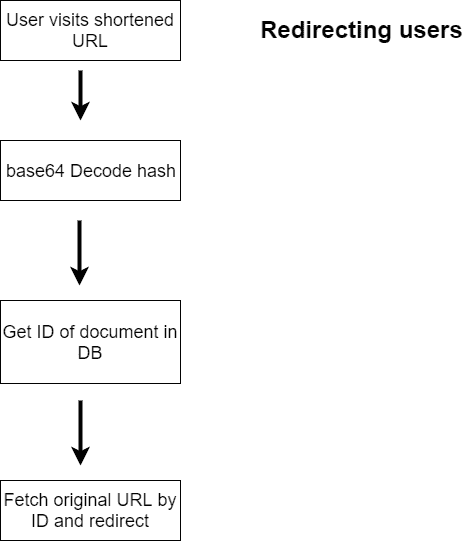 User visits shortened
URL
Redirecting users
base64 Decode hash
Get ID of document in
DB
Fetch original URL by
ID and redirect